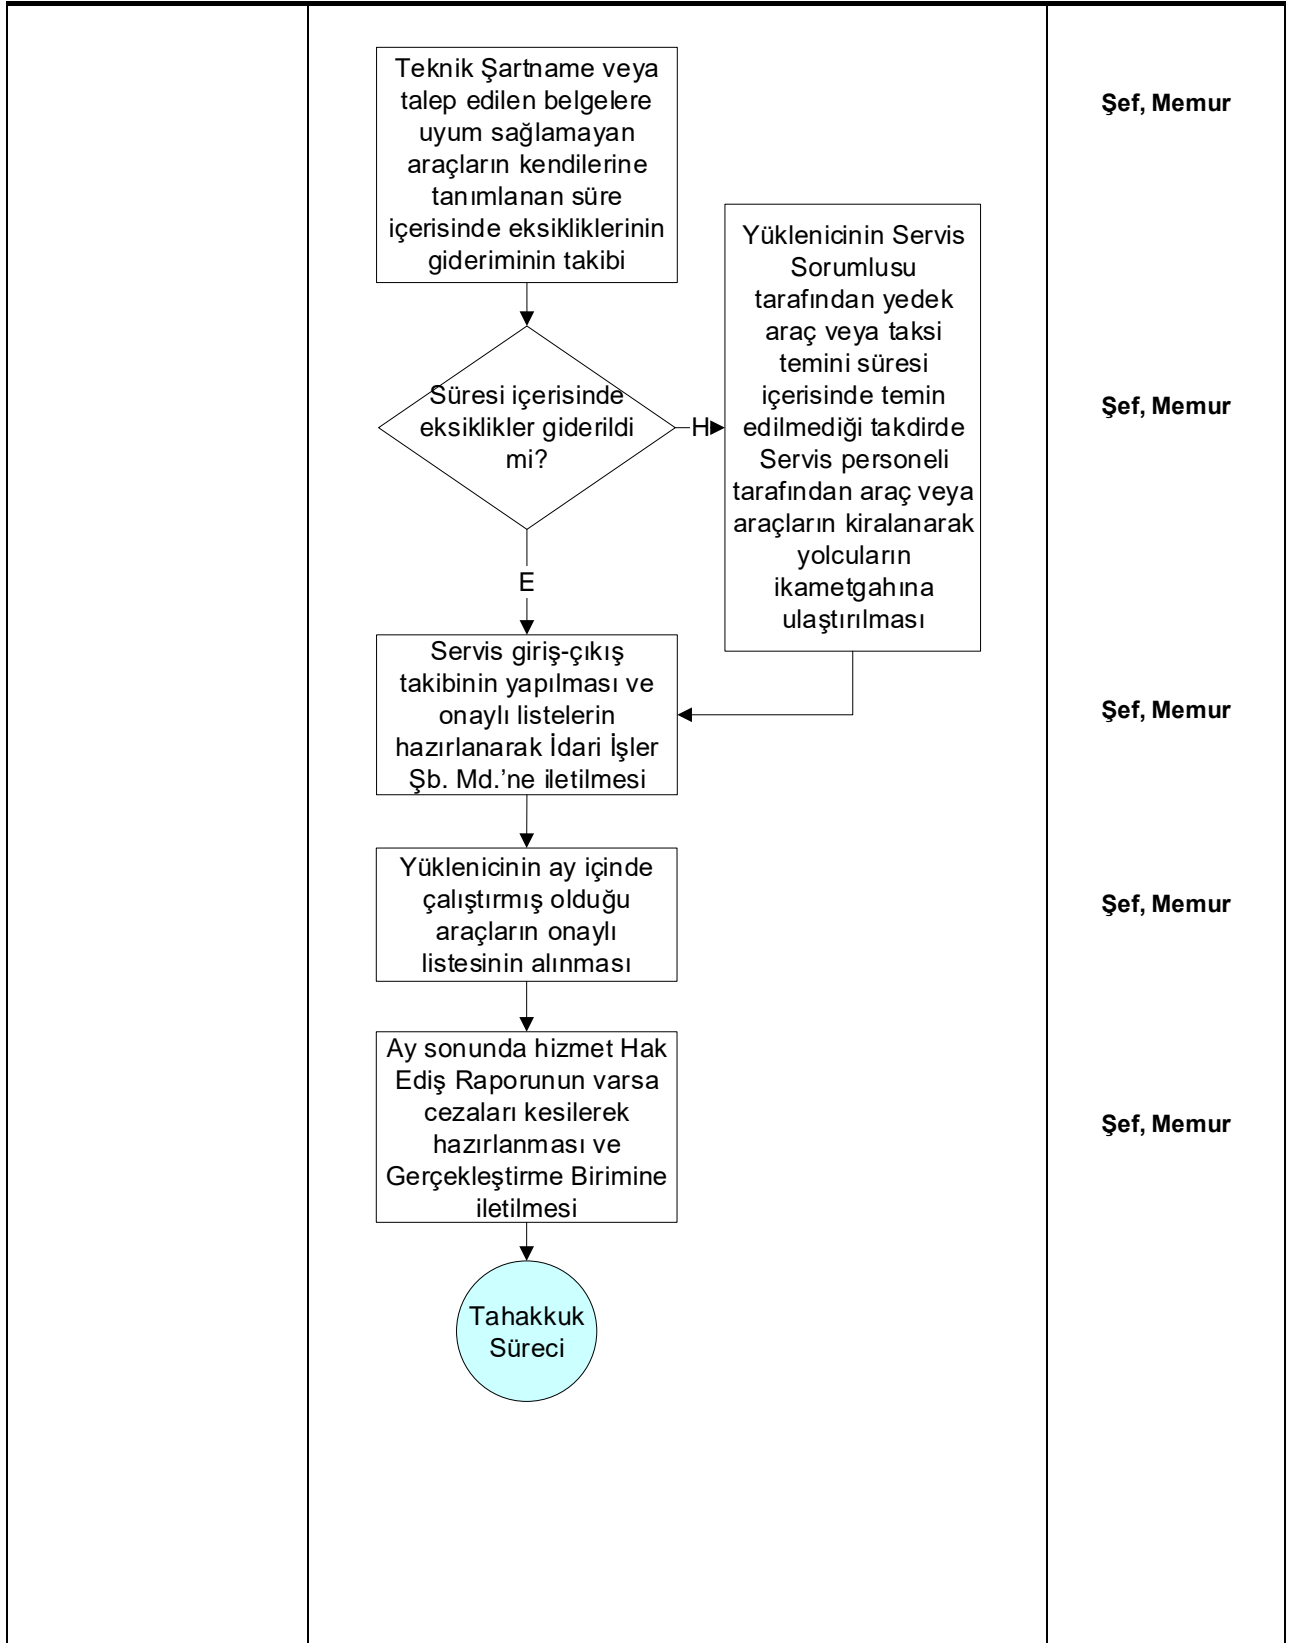 Teknik Şartname veya
talep edilen belgelere
uyum sağlamayan
araçların kendilerine
tanımlanan süre
içerisinde eksikliklerinin
gideriminin takibi
Şef, Memur
Süresi içerisinde
eksiklikler giderildi
mi?
H
Yüklenicinin Servis
Sorumlusu
tarafından yedek
araç veya taksi
temini süresi
içerisinde temin
edilmediği takdirde
Servis personeli
tarafından araç veya
araçların kiralanarak
yolcuların
ikametgahına
ulaştırılması
Şef, Memur
E
Servis giriş-çıkış
takibinin yapılması ve
onaylı listelerin
hazırlanarak İdari İşler
Şb. Md.’ne iletilmesi
Şef, Memur
Yüklenicinin ay içinde
çalıştırmış olduğu
araçların onaylı
listesinin alınması
Şef, Memur
Ay sonunda hizmet Hak
Ediş Raporunun varsa
cezaları kesilerek
hazırlanması ve
Gerçekleştirme Birimine
iletilmesi
Şef, Memur
Tahakkuk
Süreci